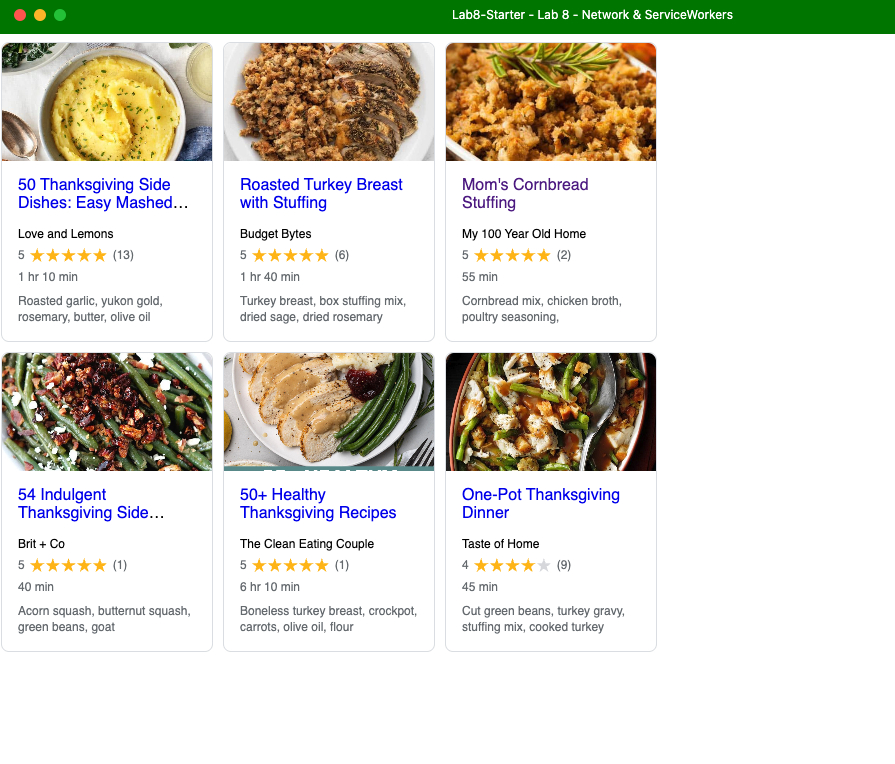 Lab8-Starter - Lab 8 - Network & ServiceWorkers
50 Thanksgiving Side
Dishes: Easy Mashed…
Love and Lemons
5 ★★★★★ (13)
1 hr 10 min
Roasted garlic, yukon gold,
rosemary, butter, olive oil
Roasted Turkey Breast
with Stuffing
Budget Bytes
5 ★★★★★ (6)
1 hr 40 min
Turkey breast, box stuffing mix,
dried sage, dried rosemary
Mom's Cornbread
Stuffing
My 100 Year Old Home
5 ★★★★★ (2)
55 min
Cornbread mix, chicken broth,
poultry seasoning,
54 Indulgent
Thanksgiving Side…
Brit + Co
5 ★★★★★ (1)
40 min
Acorn squash, butternut squash,
green beans, goat
50+ Healthy
Thanksgiving Recipes
The Clean Eating Couple
5 ★★★★★ (1)
6 hr 10 min
Boneless turkey breast, crockpot,
carrots, olive oil, flour
One-Pot Thanksgiving
Dinner
Taste of Home
4 ★★★★★ (9)
45 min
Cut green beans, turkey gravy,
stuffing mix, cooked turkey